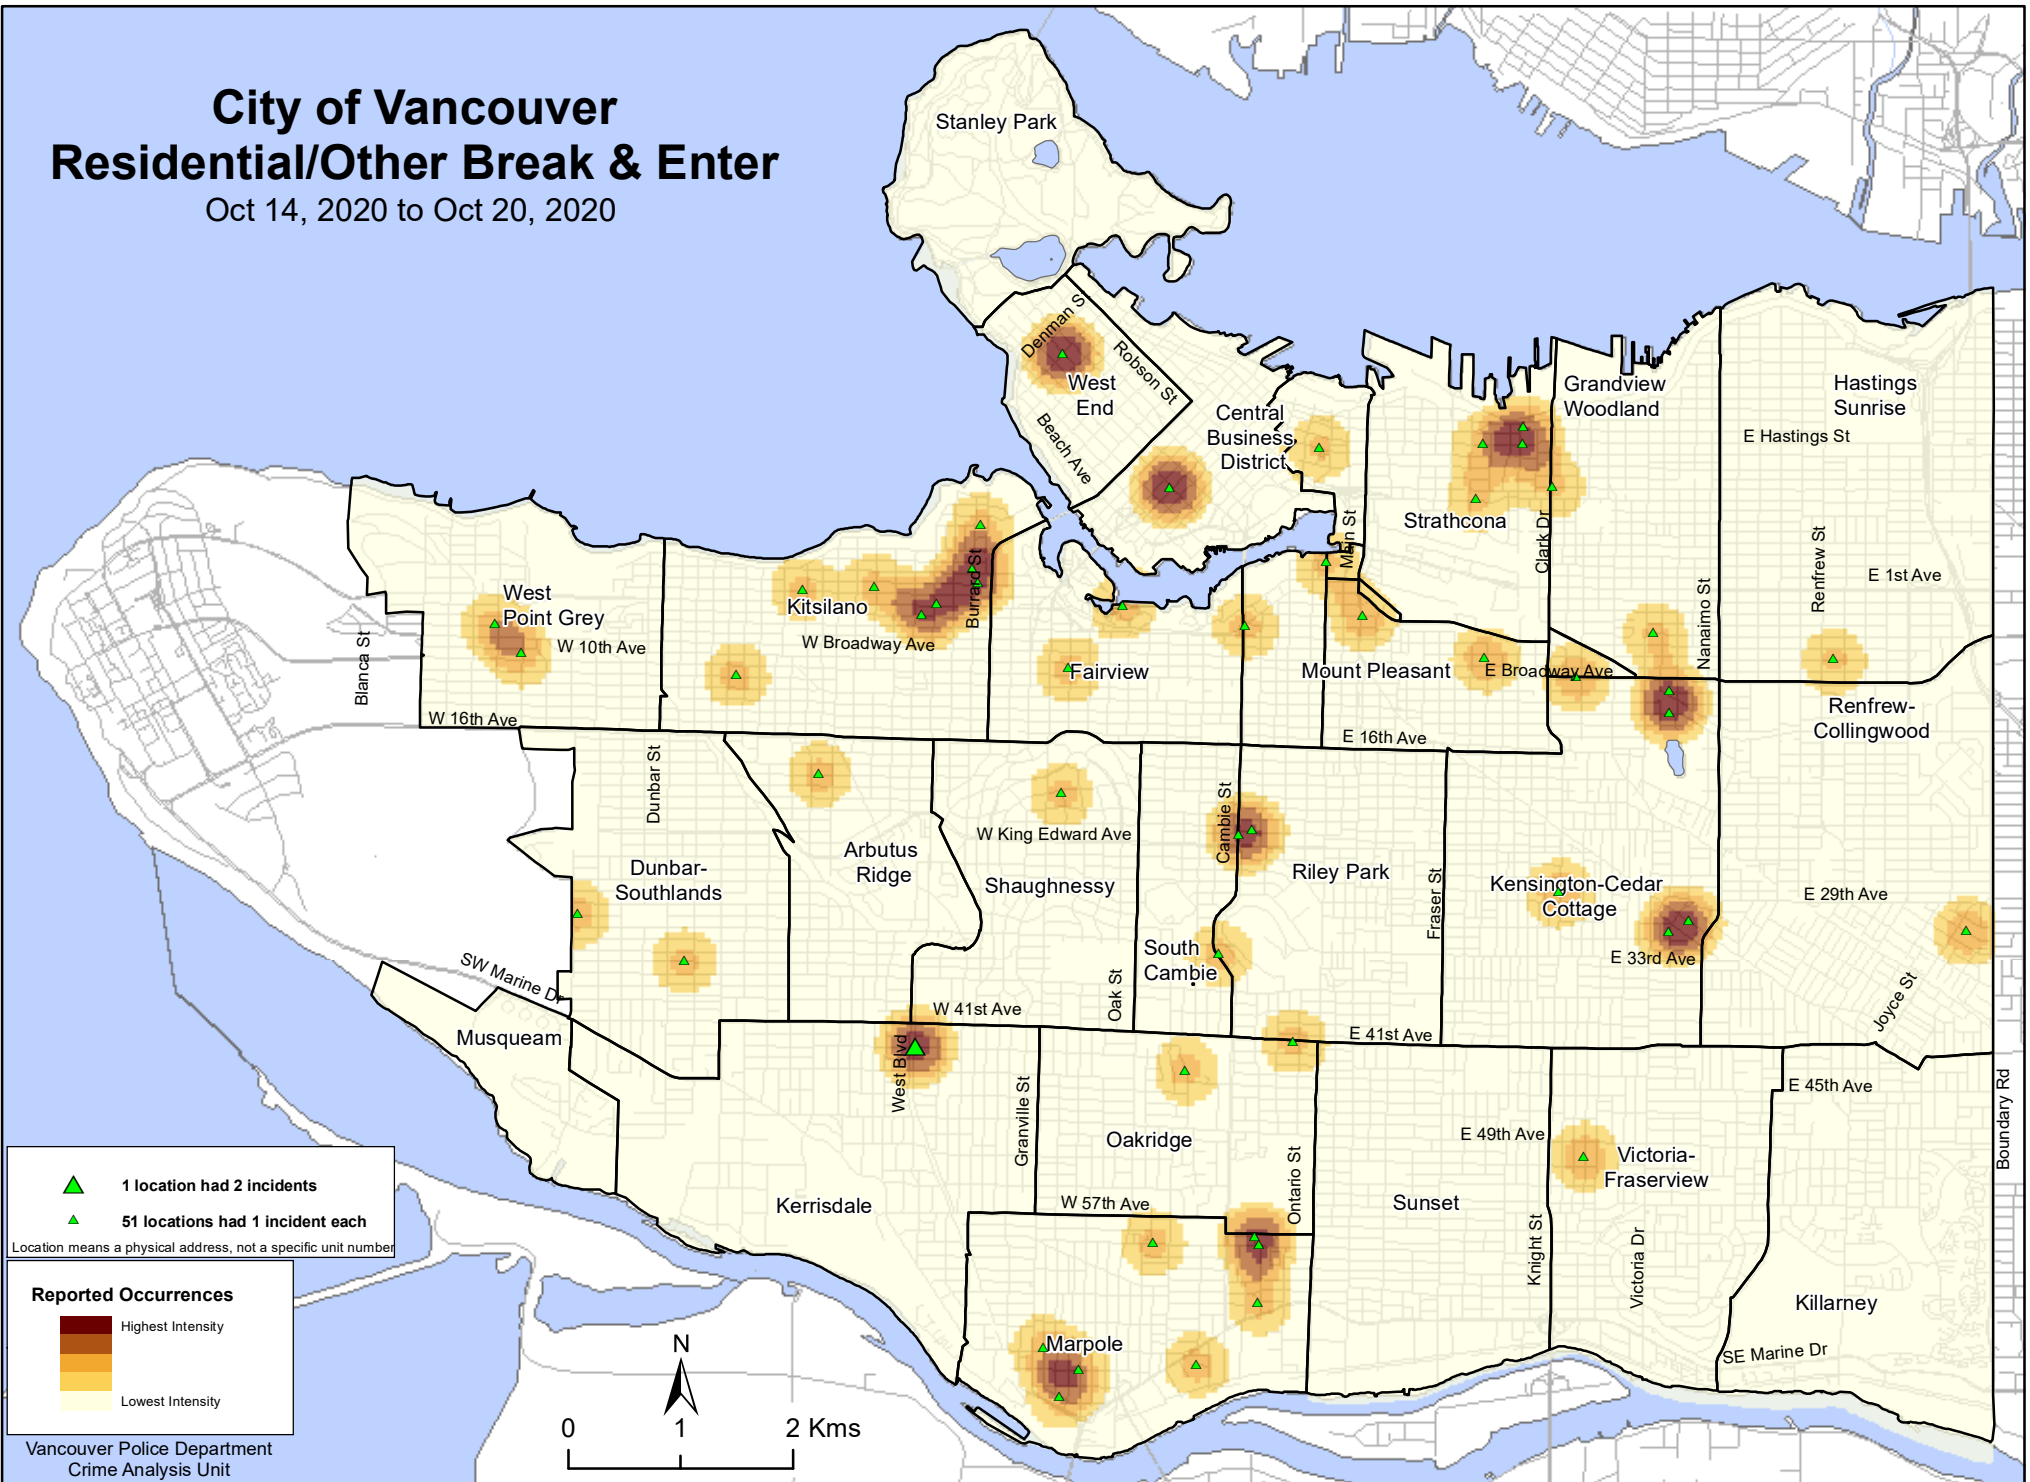 City of Vancouver
Residential/Other Break & Enter
Oct 14, 2020 to Oct 20, 2020
Stanley Park
Denman S
Robson St
West
End
Beach Ave
Central
Business
District
Grandview
Woodland
Hastings
Sunrise
E Hastings St
Strathcona
Main St
Clark Dr
Nanaimo St
Renfrew St
E 1st Ave
West
Point Grey
Blanca St
W 10th Ave
Kitsilano
W Broadway Ave
Burrard St
Fairview
Mount Pleasant
E Broadway Ave
Renfrew-
Collingwood
W 16th Ave
E 16th Ave
Dunbar St
Dunbar-
Southlands
Arbutus
Ridge
W King Edward Ave
Shaughnessy
Cambie St
Riley Park
Fraser St
Kensington-Cedar
Cottage
E 29th Ave
E 33rd Ave
South
Cambie
Oak St
SW Marine Dr
Musqueam
W 41st Ave
E 41st Ave
Joyce St
West Blvd
Granville St
Oakridge
Ontario St
E 49th Ave
E 45th Ave
Boundary Rd
Victoria-
Fraserview
Kerrisdale
W 57th Ave
Sunset
Knight St
Victoria Dr
Killarney
Marpole
SE Marine Dr
1 location had 2 incidents
51 locations had 1 incident each
Location means a physical address, not a specific unit number
Reported Occurrences
Highest Intensity
Lowest Intensity
Vancouver Police Department
Crime Analysis Unit
N
0 1 2 Kms